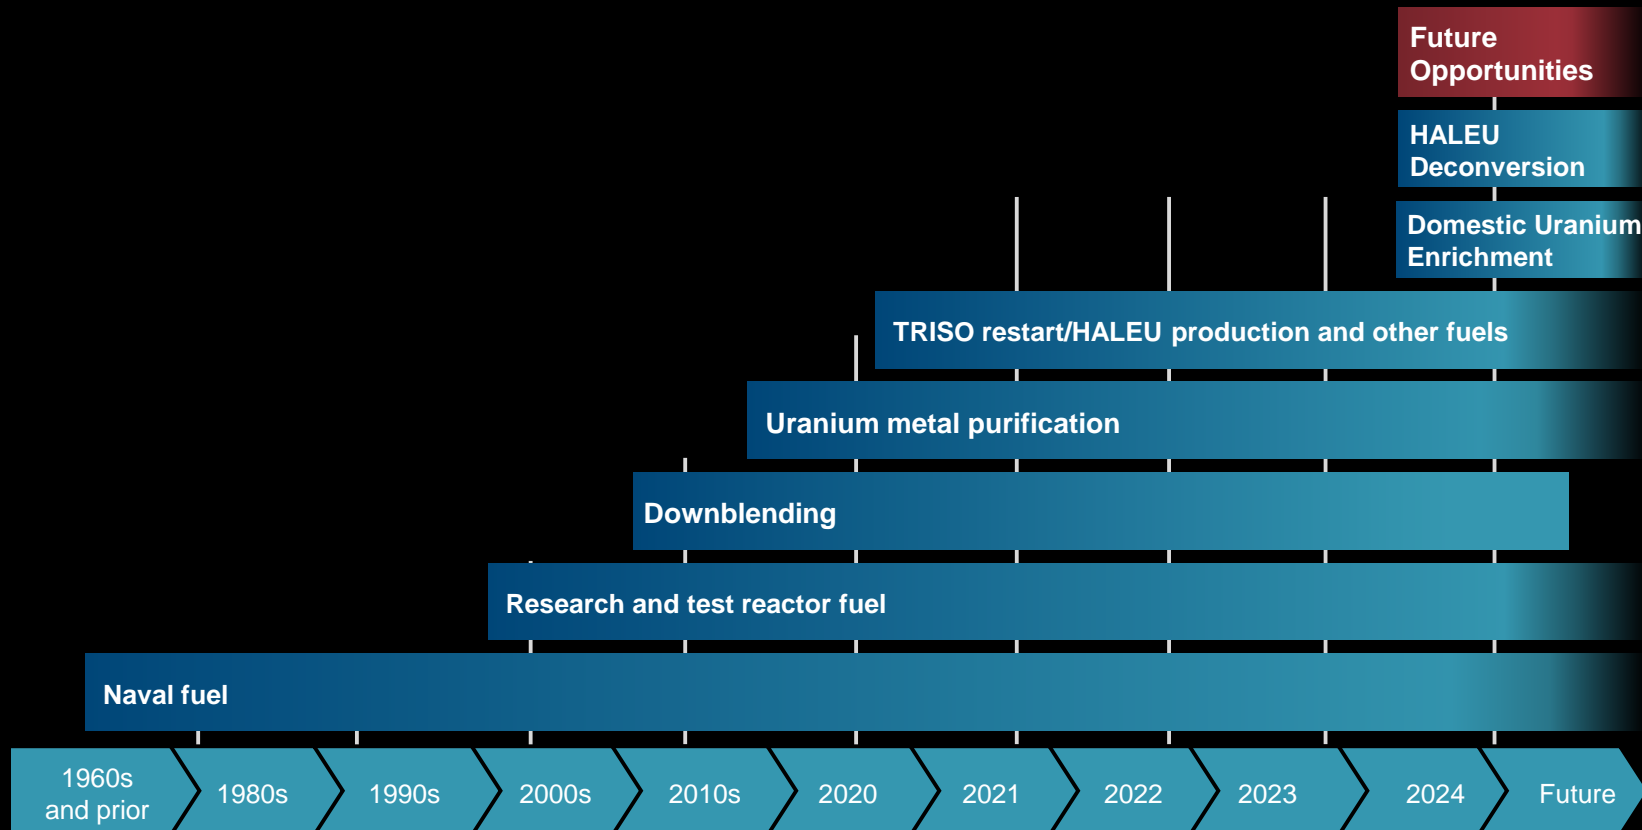 Future
Opportunities
HALEU
Deconversion
Domestic Uranium
Enrichment
TRISO restart/HALEU production and other fuels
Uranium metal purification
Downblending
Research and test reactor fuel
Naval fuel
1960s
and prior
1980s
1990s
2000s
2010s
2020
2021
2022
2023
2024
Future